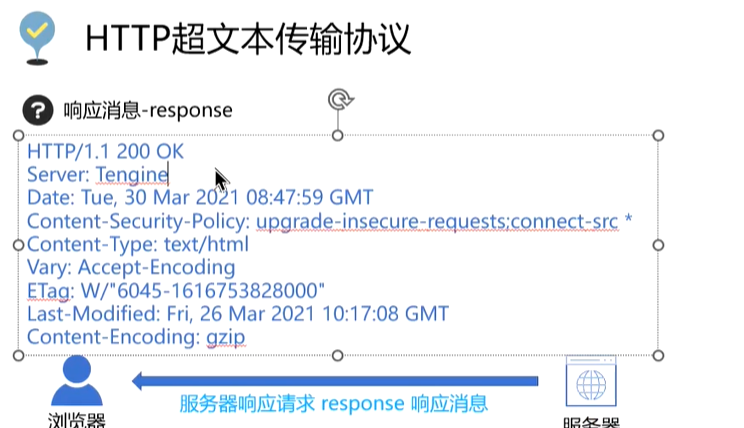 HTTP超文本传输协议
?
响应消息-response
HTTP/1.1 200 OK
Server: Tengine
Date: Tue, 30 Mar 2021 08:47:59 GMT
Content-Security-Policy: upgrade-insecure-requests;connect-src *
Content-Type: text/html
Vary: Accept-Encoding
ETag: W/"6045-1616753828000"
Last-Modified: Fri, 26 Mar 2021 10:17:08 GMT
Content-Encoding: gzip
服务器响应请求 response 响应消息
浏览器
服务器